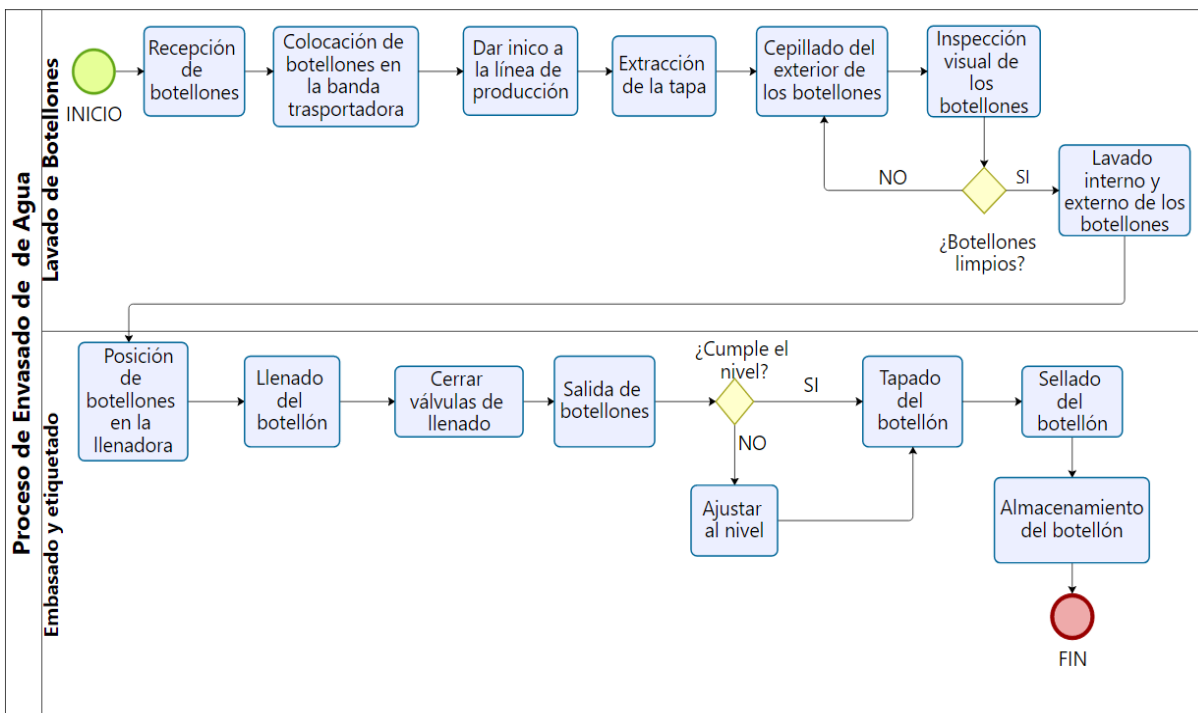 Proceso de Envasado de  de Agua
Lavado de Botellones
INICIO
Recepción
de
botellones
Colocación de
botellones en
la banda
trasportadora
Dar inico a
la línea de
producción
Extracción
de la tapa
Cepillado del
exterior de
los botellones
Inspección
visual de
los
botellones
NO
SI
¿Botellones
limpios?
Lavado
interno y
externo de los
botellones
Embasado y etiquetado
Posición
de
botellones
en la
llenadora
Llenado
del
botellón
Cerrar
válvulas de
llenado
Salida de
botellones
¿Cumple el
nivel?
SI
NO
Ajustar
al nivel
Tapado
del
botellón
Sellado
del
botellón
Almacenamiento
del botellón
FIN